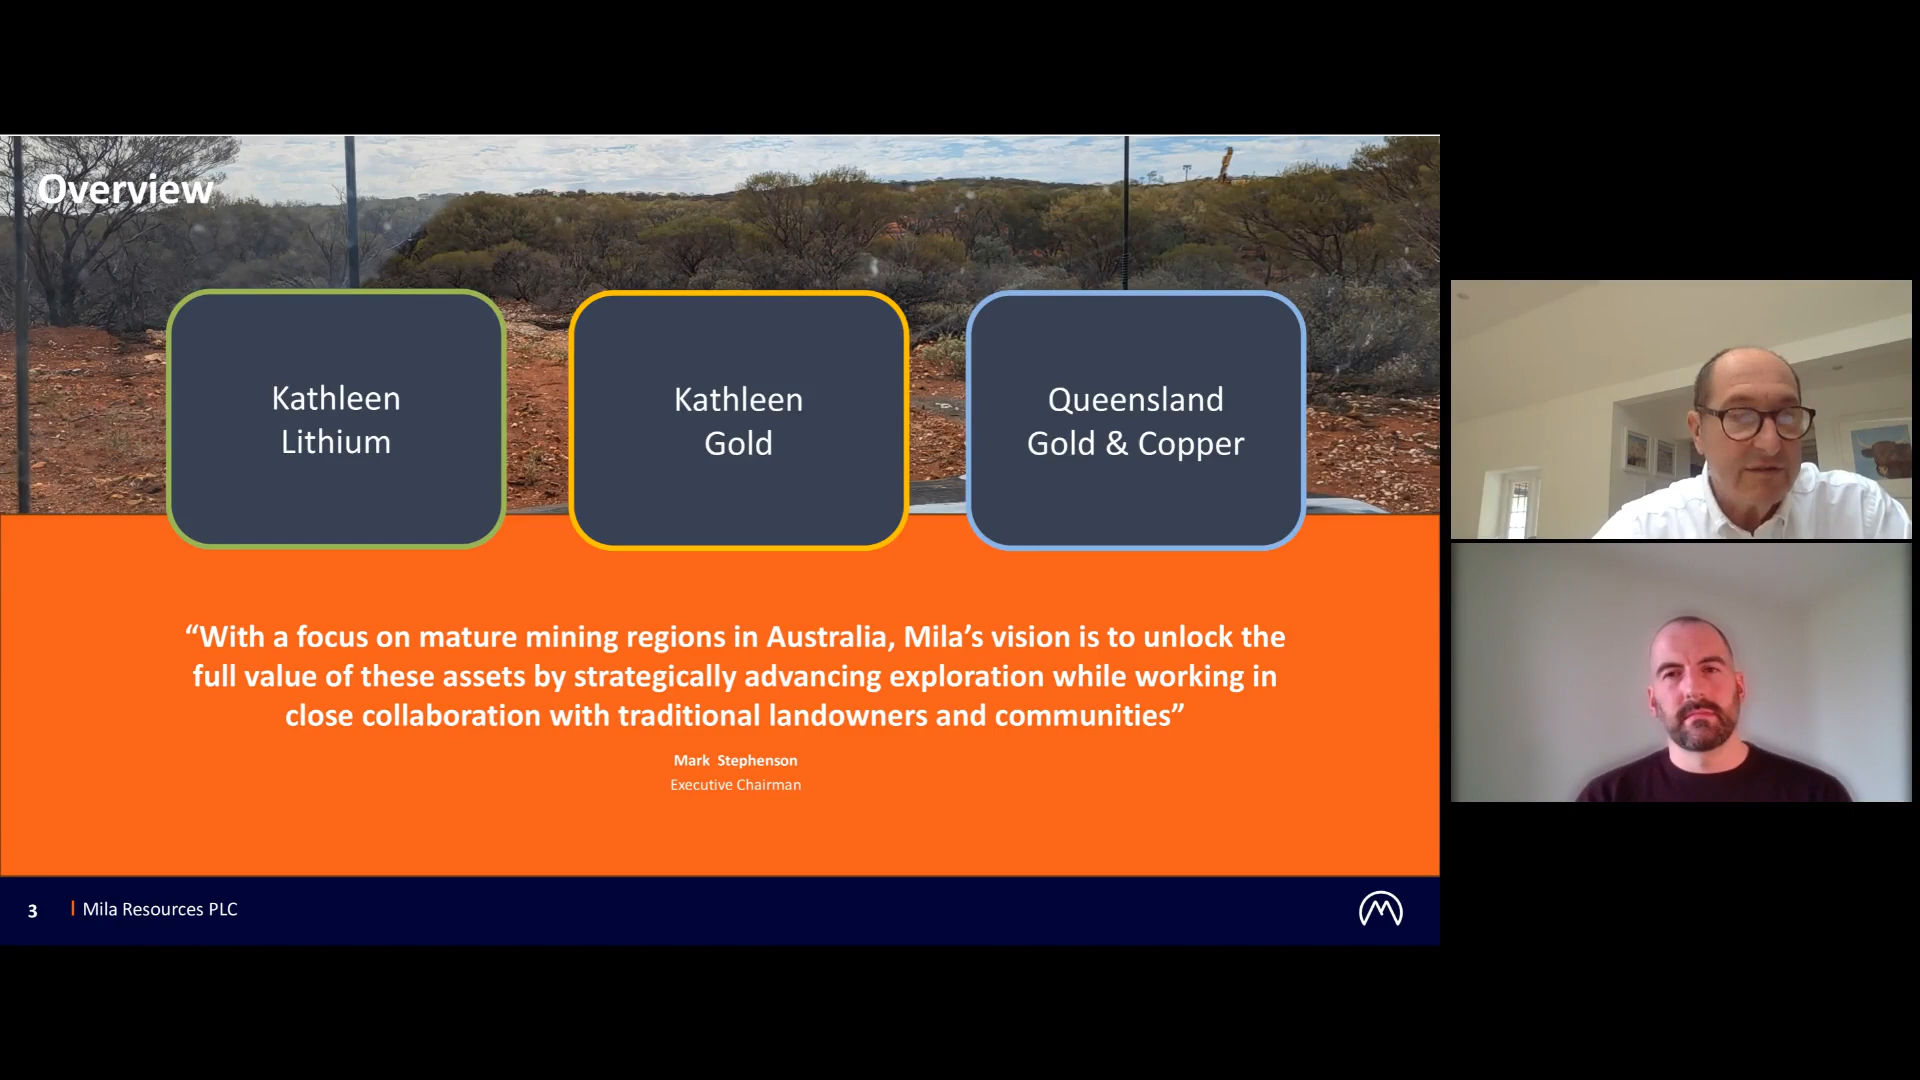 Overview
Kathleen
Lithium
Kathleen
Gold
Queensland
Gold & Copper
“With a focus on mature mining regions in Australia, Mila’s vision is to unlock the
full value of these assets by strategically advancing exploration while working in
close collaboration with traditional landowners and communities”
Mark Stephenson
Executive Chairman
3
Mila Resources PLC